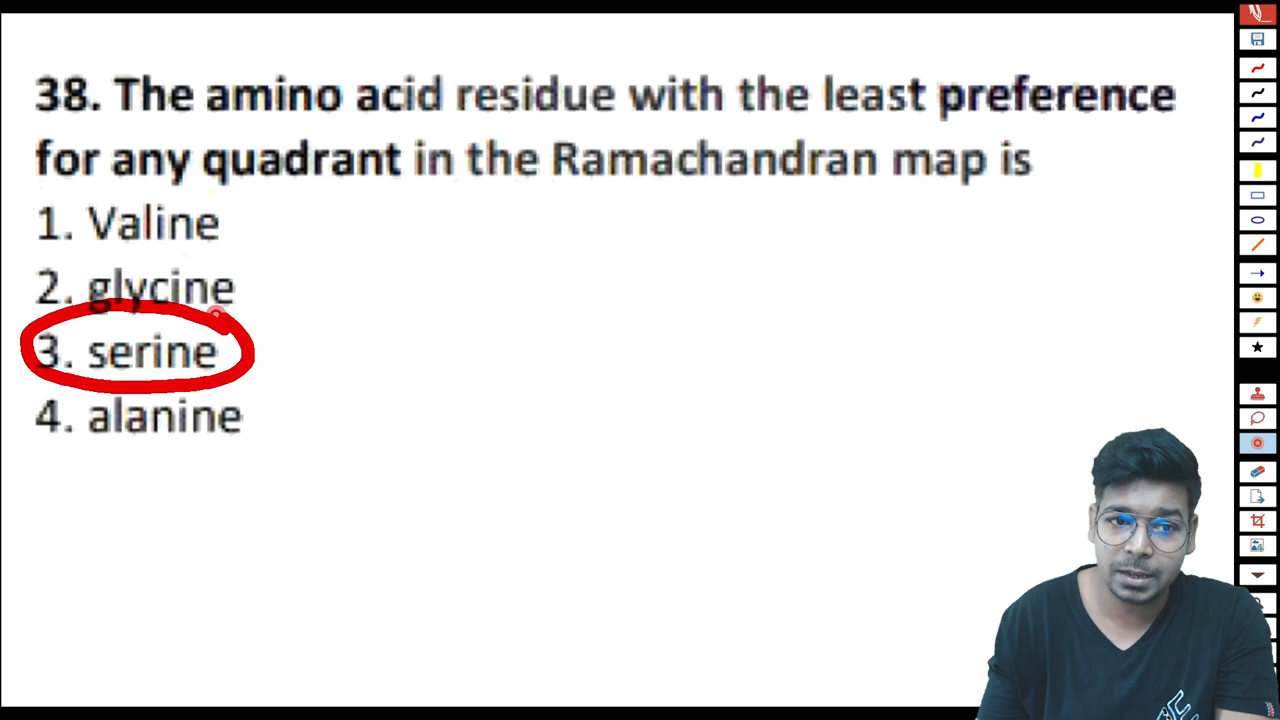 38. The amino acid residue with the least preference
for any quadrant in the Ramachandran map is
1. Valine
2. glycine
3. serine
4. alanine